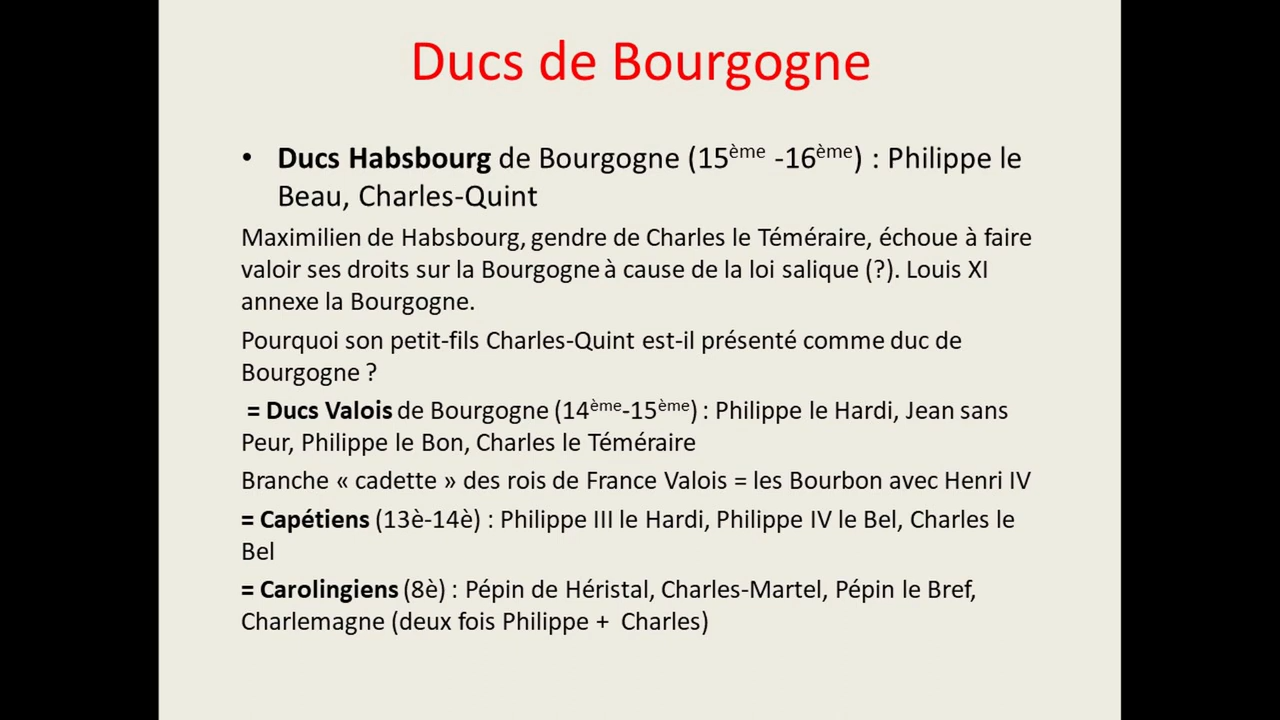 Ducs de Bourgogne
• Ducs Habsbourg de Bourgogne (15ème -16ème) : Philippe le
Beau, Charles-Quint
Maximilien de Habsbourg, gendre de Charles le Téméraire, échoue à faire
valoir ses droits sur la Bourgogne à cause de la loi salique (?). Louis XI
annexe la Bourgogne.
Pourquoi son petit-fils Charles-Quint est-il présenté comme duc de
Bourgogne ?
= Ducs Valois de Bourgogne (14ème-15ème) : Philippe le Hardi, Jean sans
Peur, Philippe le Bon, Charles le Téméraire
Branche « cadette » des rois de France Valois = les Bourbon avec Henri IV
= Capétiens (13è-14è) : Philippe III le Hardi, Philippe IV le Bel, Charles le
Bel
= Carolingiens (8è) : Pépin de Héristal, Charles-Martel, Pépin le Bref,
Charlemagne (deux fois Philippe + Charles)